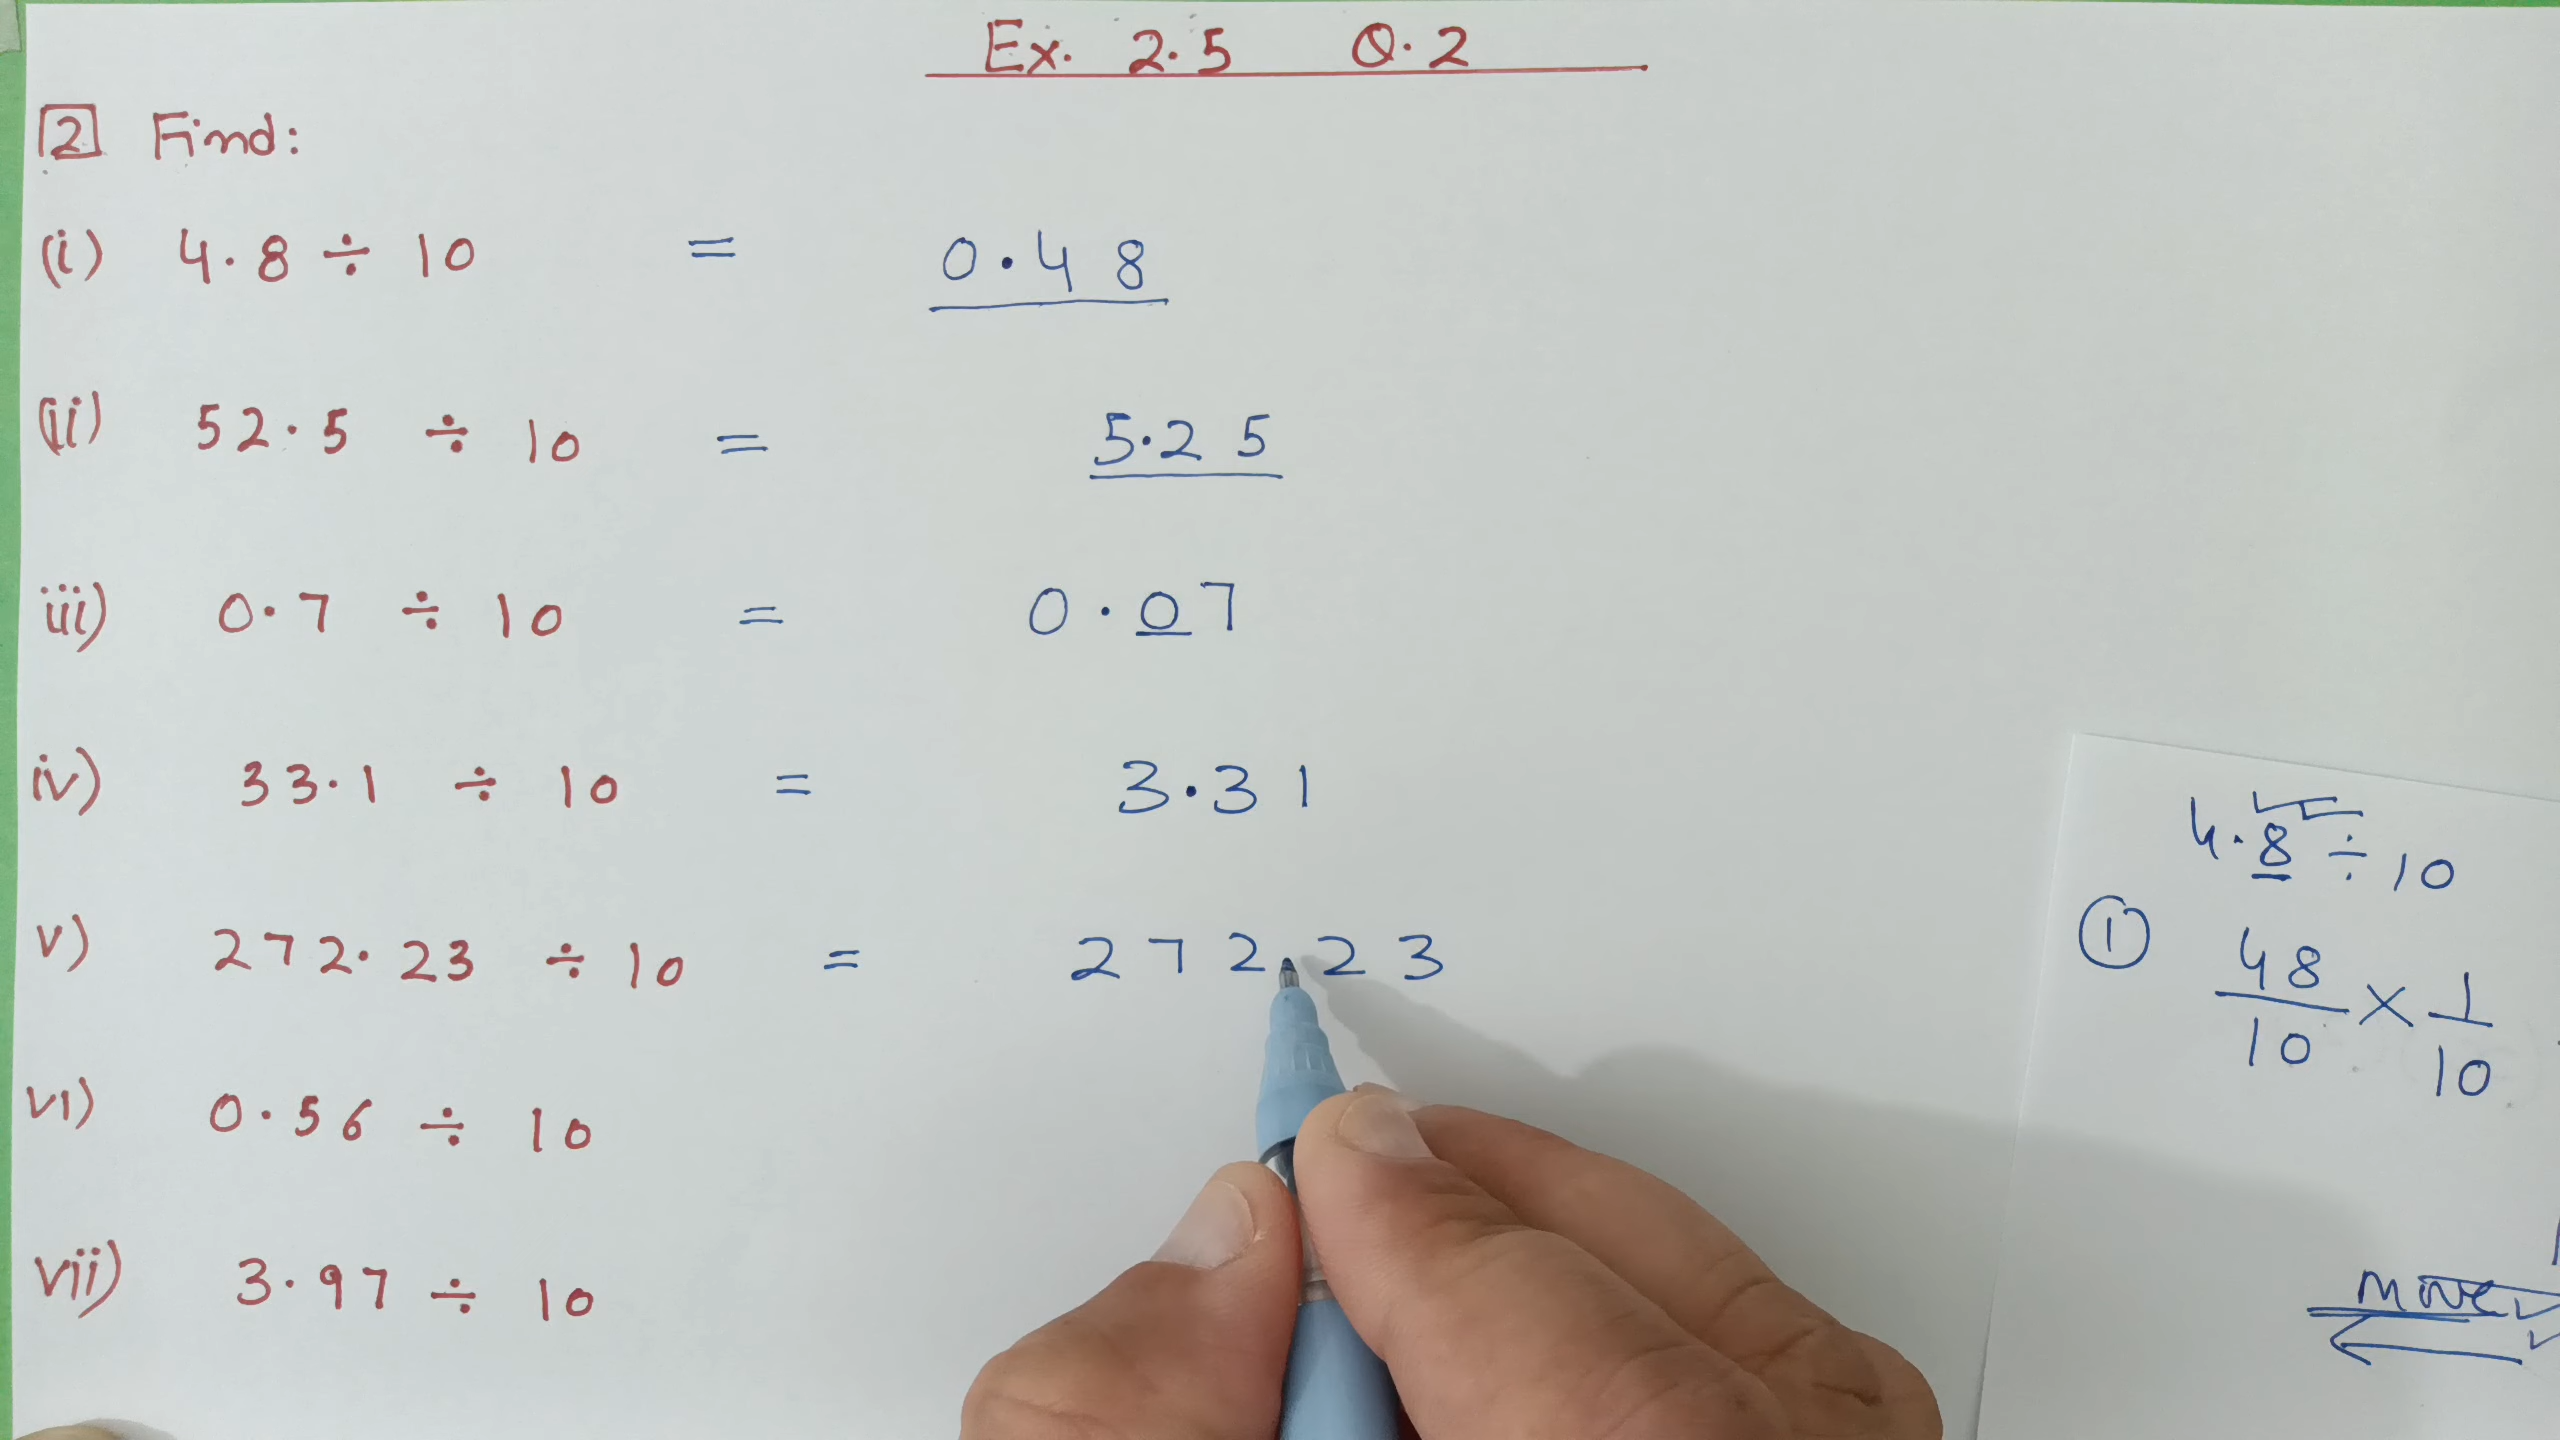 Ex. 2.5 Q.2
2 Find:
(i) 4.8 ÷ 10 = 0.48
(ii) 52.5 ÷ 10 = 5.25
iii) 0.7 ÷ 10 = 0.07
iv) 33.1 ÷ 10 = 3.31
v) 272.23 ÷ 10 = 272 23
vi) 0.56 ÷ 10
vii) 3.97 ÷ 10
4.8 ÷ 10
1 48/10 × 1/10
move